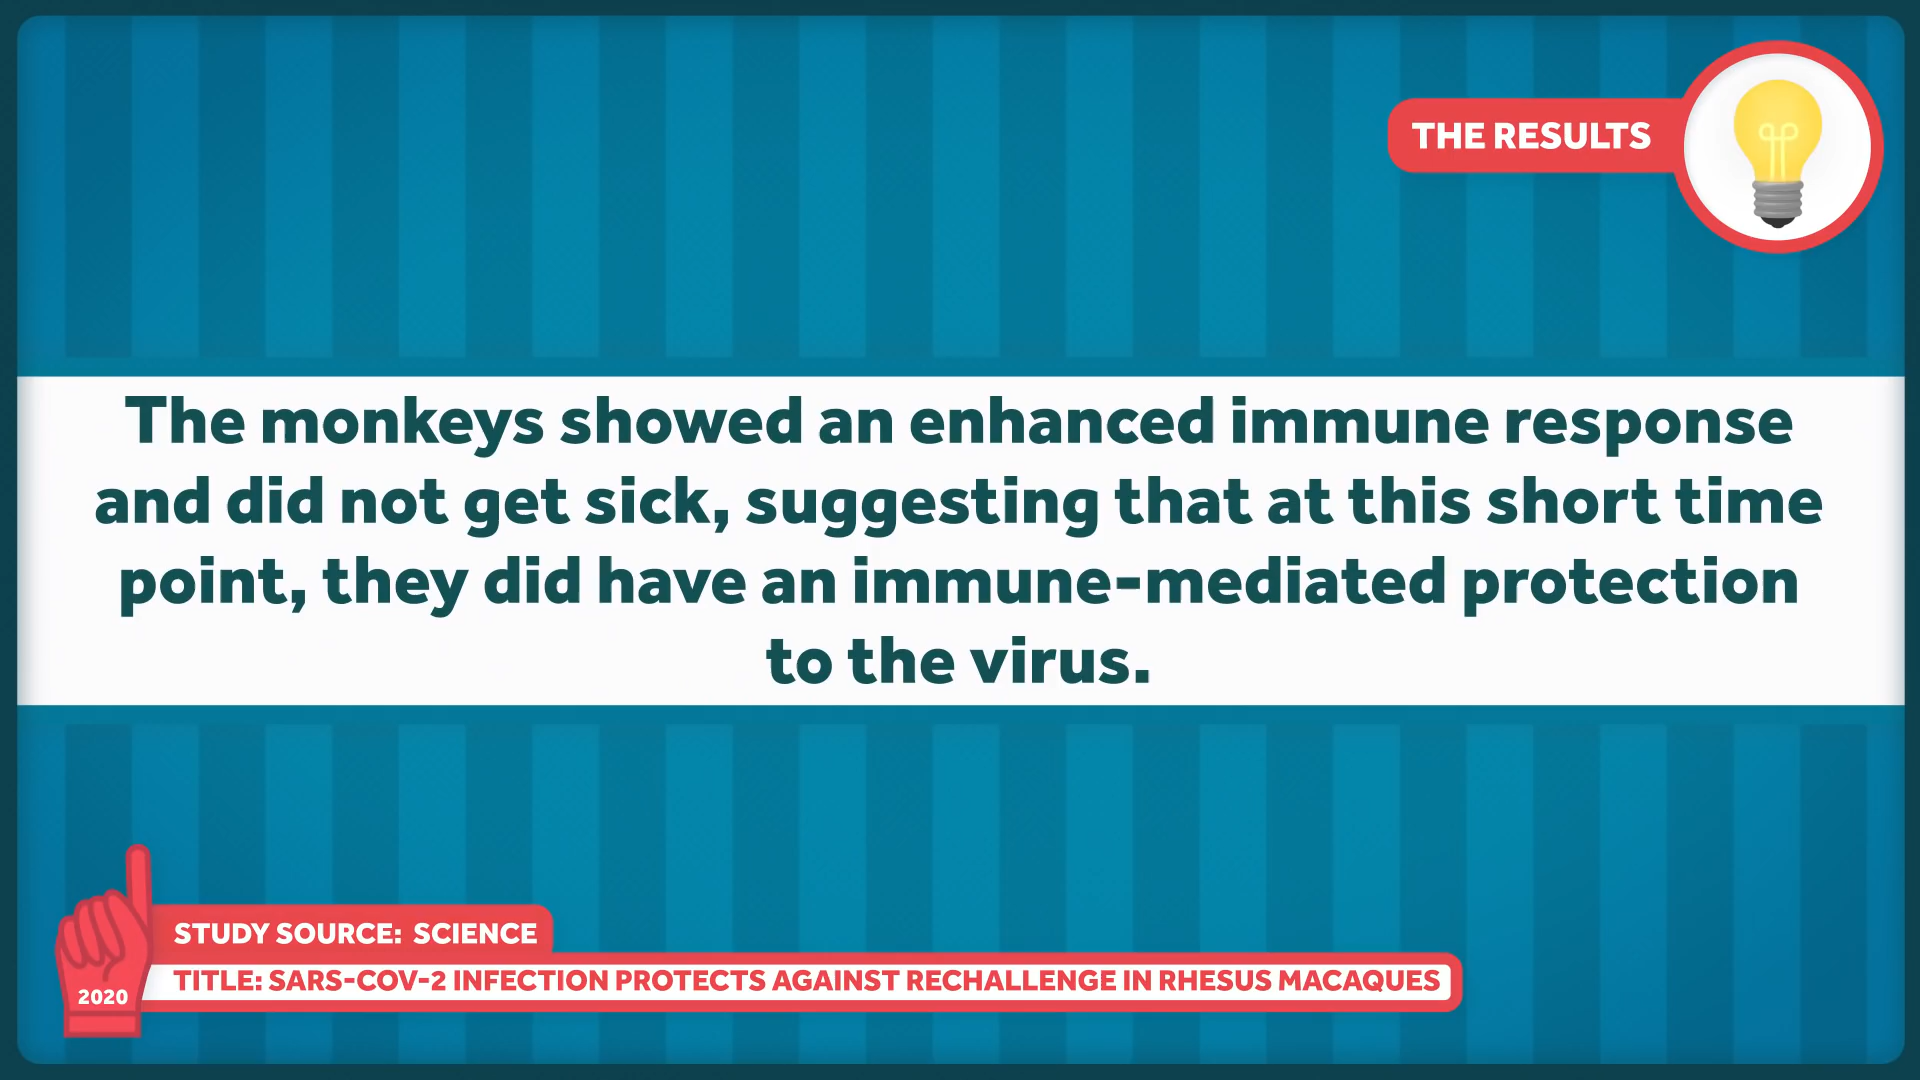 THE RESULTS
The monkeys showed an enhanced immune response
and did not get sick, suggesting that at this short time
point, they did have an immune-mediated protection
to the virus.
STUDY SOURCE: SCIENCE
TITLE: SARS-COV-2 INFECTION PROTECTS AGAINST RECHALLENGE IN RHESUS MACAQUES
2020